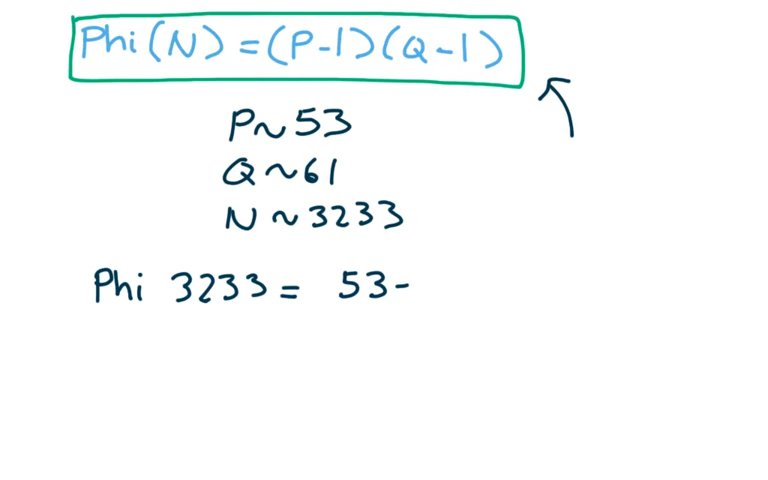 Phi (N) = (P-1)(Q-1)
P~53
Q~61
N~3233
Phi 3233 = 53-